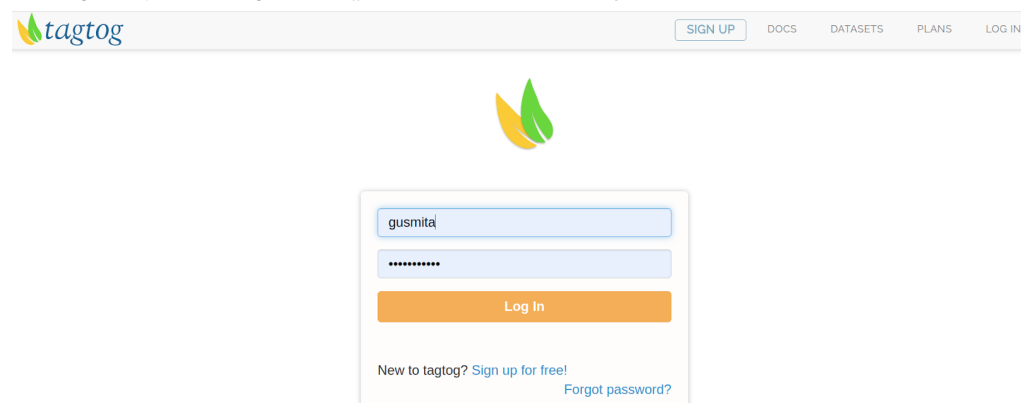 tagtog
SIGN UP DOCS DATASETS PLANS LOG IN
gusmita
•••••••••••
Log In
New to tagtog? Sign up for free!
Forgot password?